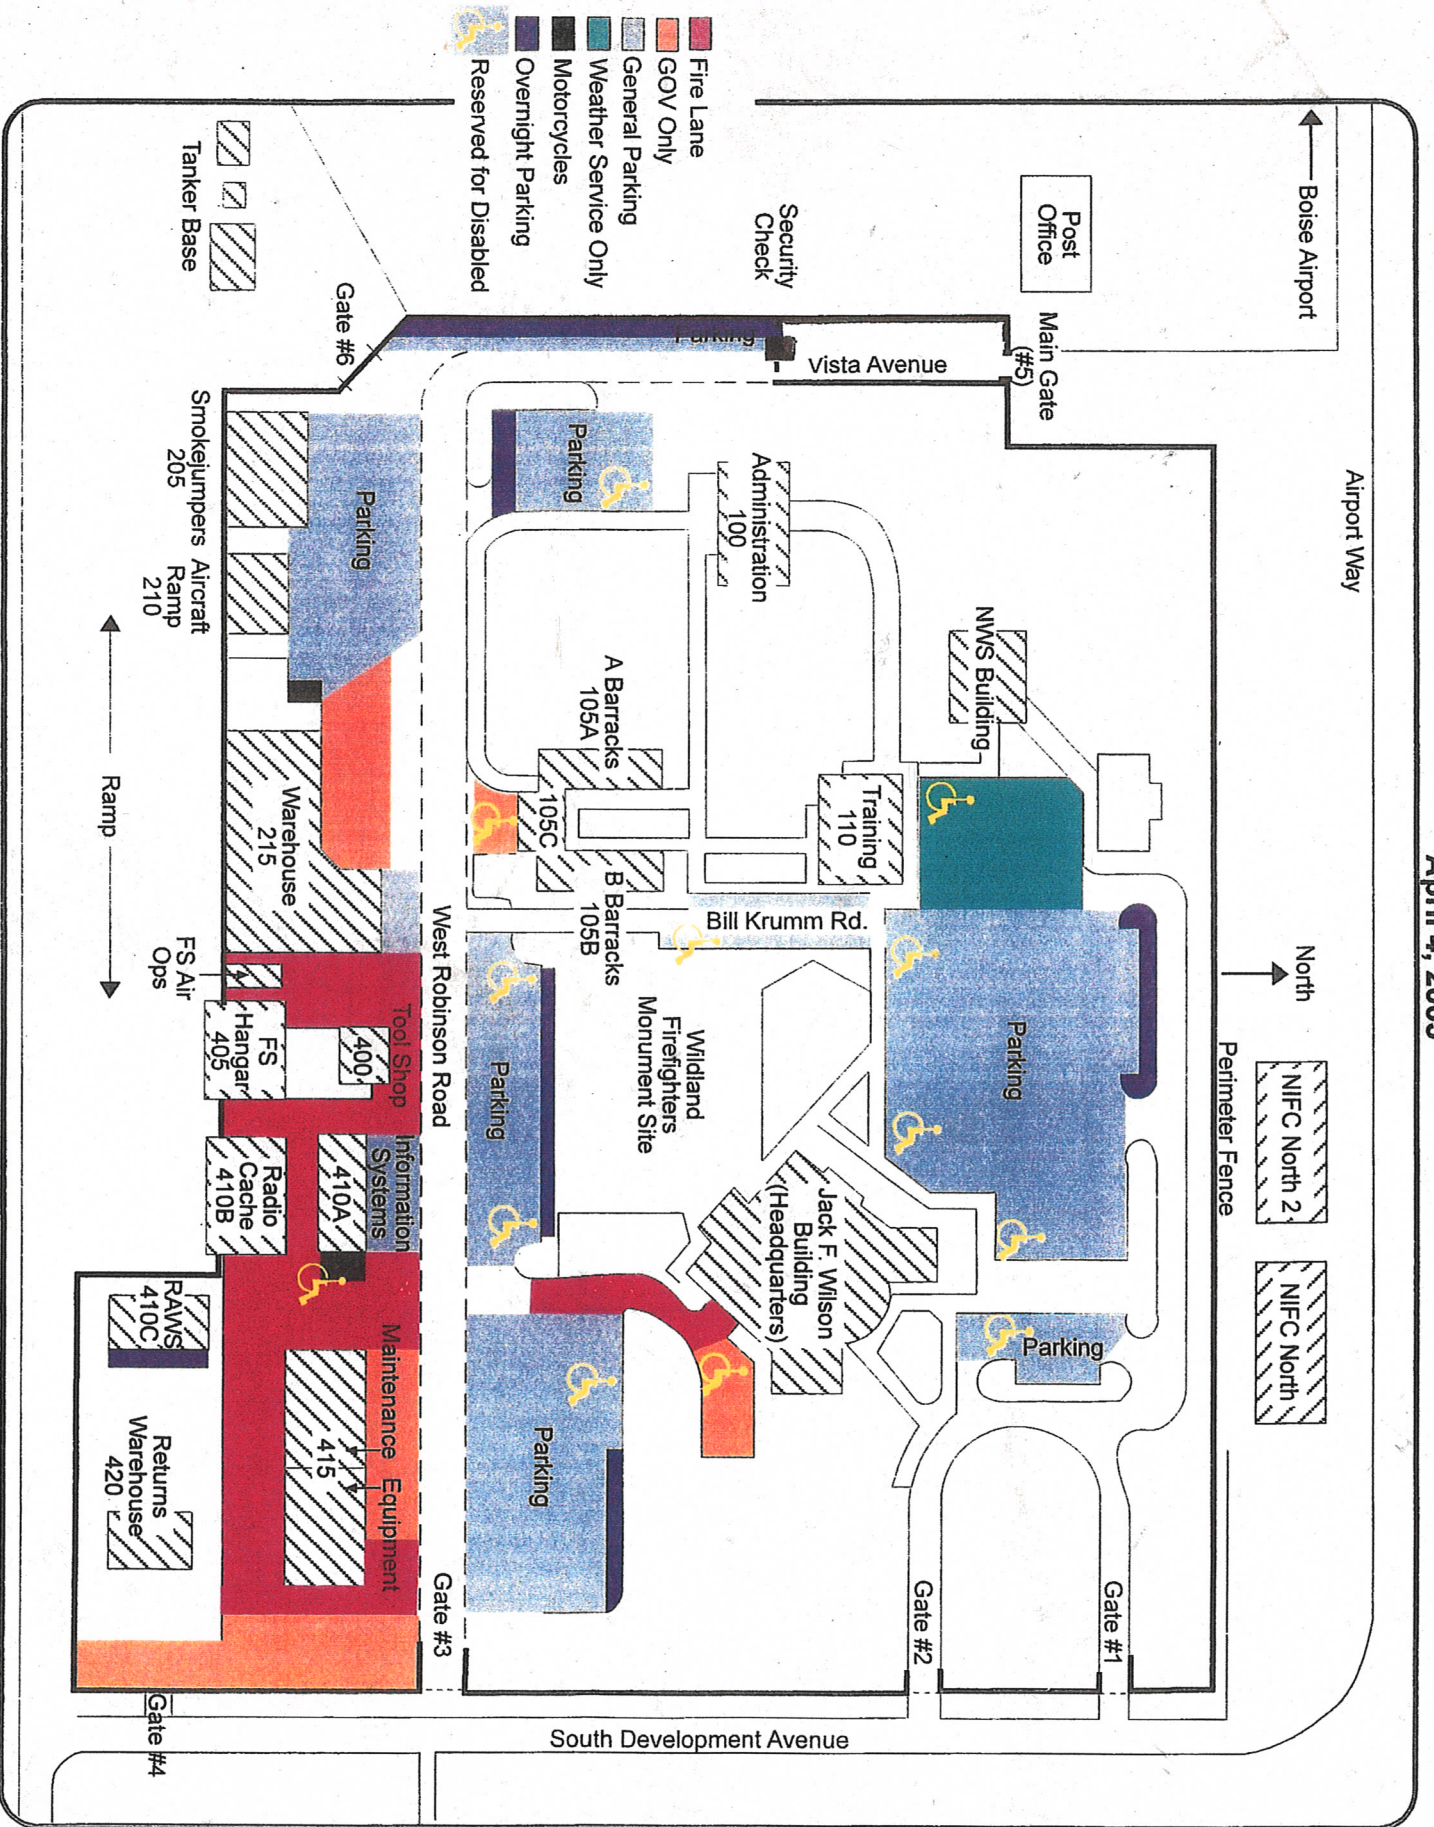 April 4, 2005
Boise Airport
Airport Way
North
NIFC North 2
NIFC North
Perimeter Fence
Post
Office
Main Gate
(#5)
Security
Check
Vista Avenue
Fire Lane
GOV Only
General Parking
Weather Service Only
Motorcycles
Overnight Parking
Reserved for Disabled
NWS Building
Administration
100
Training
110
Parking
Parking
Bill Krumm Rd.
Parking
Parking
A Barracks
105A
105C
B Barracks
105B
Wildland
Firefighters
Monument Site
Jack F. Wilson
Building
(Headquarters)
Gate #1
Gate #2
South Development Avenue
Parking
Parking
West Robinson Road
Gate #3
Gate #6
Tanker Base
Parking
Smokejumpers
205
Aircraft
Ramp
210
Warehouse
215
FS Air
Ops
Tool Shop
400
FS
Hangar
405
Information
Systems
410A
Radio
Cache
410B
Maintenance
Equipment
415
RAWS
410C
Returns
Warehouse
420
Gate #4
Ramp